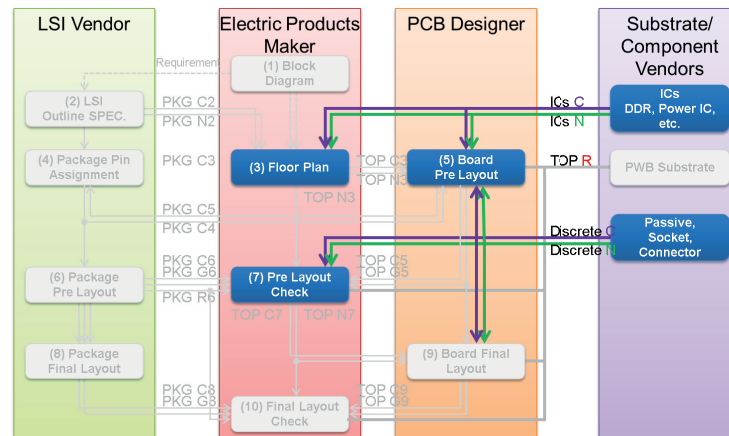 LSI Vendor
Electric Products
Maker
PCB Designer
Substrate/
Component
Vendors
Requirement
(1) Block
Diagram
(2) LSI
Outline SPEC.
PKG C2
PKG N2
ICs C
ICs N
ICs
DDR, Power IC,
etc.
(4) Package Pin
Assignment
PKG C3
(3) Floor Plan
TOP C3
TOP N3
TOP N3
(5) Board
Pre Layout
TOP R
PWB Substrate
PKG C5
PKG C4
Discrete C
Discrete N
Passive,
Socket,
Connector
(6) Package
Pre Layout
PKG C6
PKG G6
PKG R6
(7) Pre Layout
Check
TOP C5
TOP G5
TOP C7
TOP N7
(8) Package
Final Layout
(9) Board Final
Layout
PKG C8
PKG G8
(10) Final Layout
Check
TOP C9
TOP G9